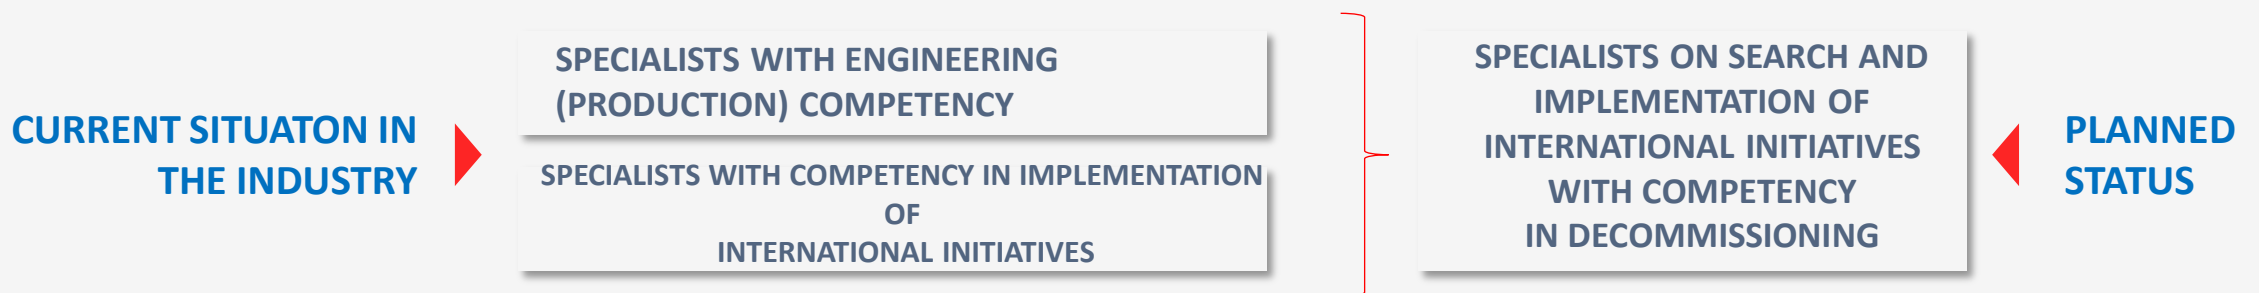 CURRENT SITUATON IN
THE INDUSTRY
SPECIALISTS WITH ENGINEERING
(PRODUCTION) COMPETENCY
SPECIALISTS WITH COMPETENCY IN IMPLEMENTATION
OF
INTERNATIONAL INITIATIVES
SPECIALISTS ON SEARCH AND
IMPLEMENTATION OF
INTERNATIONAL INITIATIVES
WITH COMPETENCY
IN DECOMMISSIONING
PLANNED
STATUS